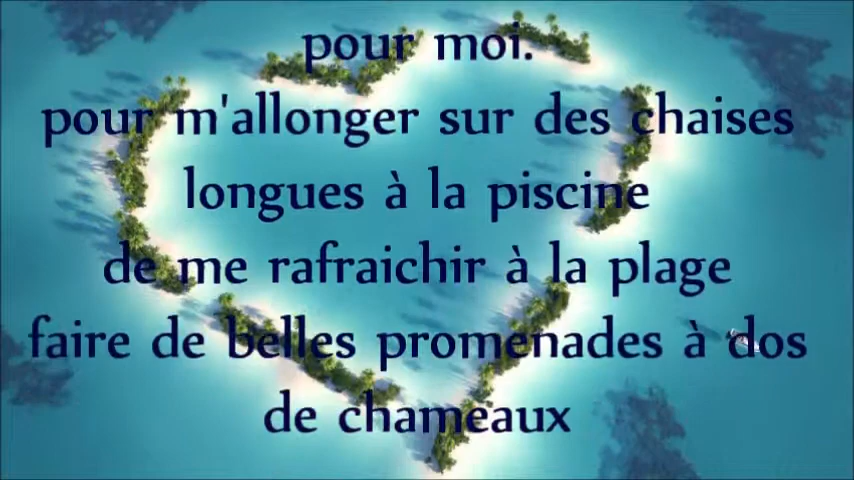 pour moi.
pour m'allonger sur des chaises
longues à la piscine
de me rafraichir à la plage
faire de belles promenades à dos
de chameaux